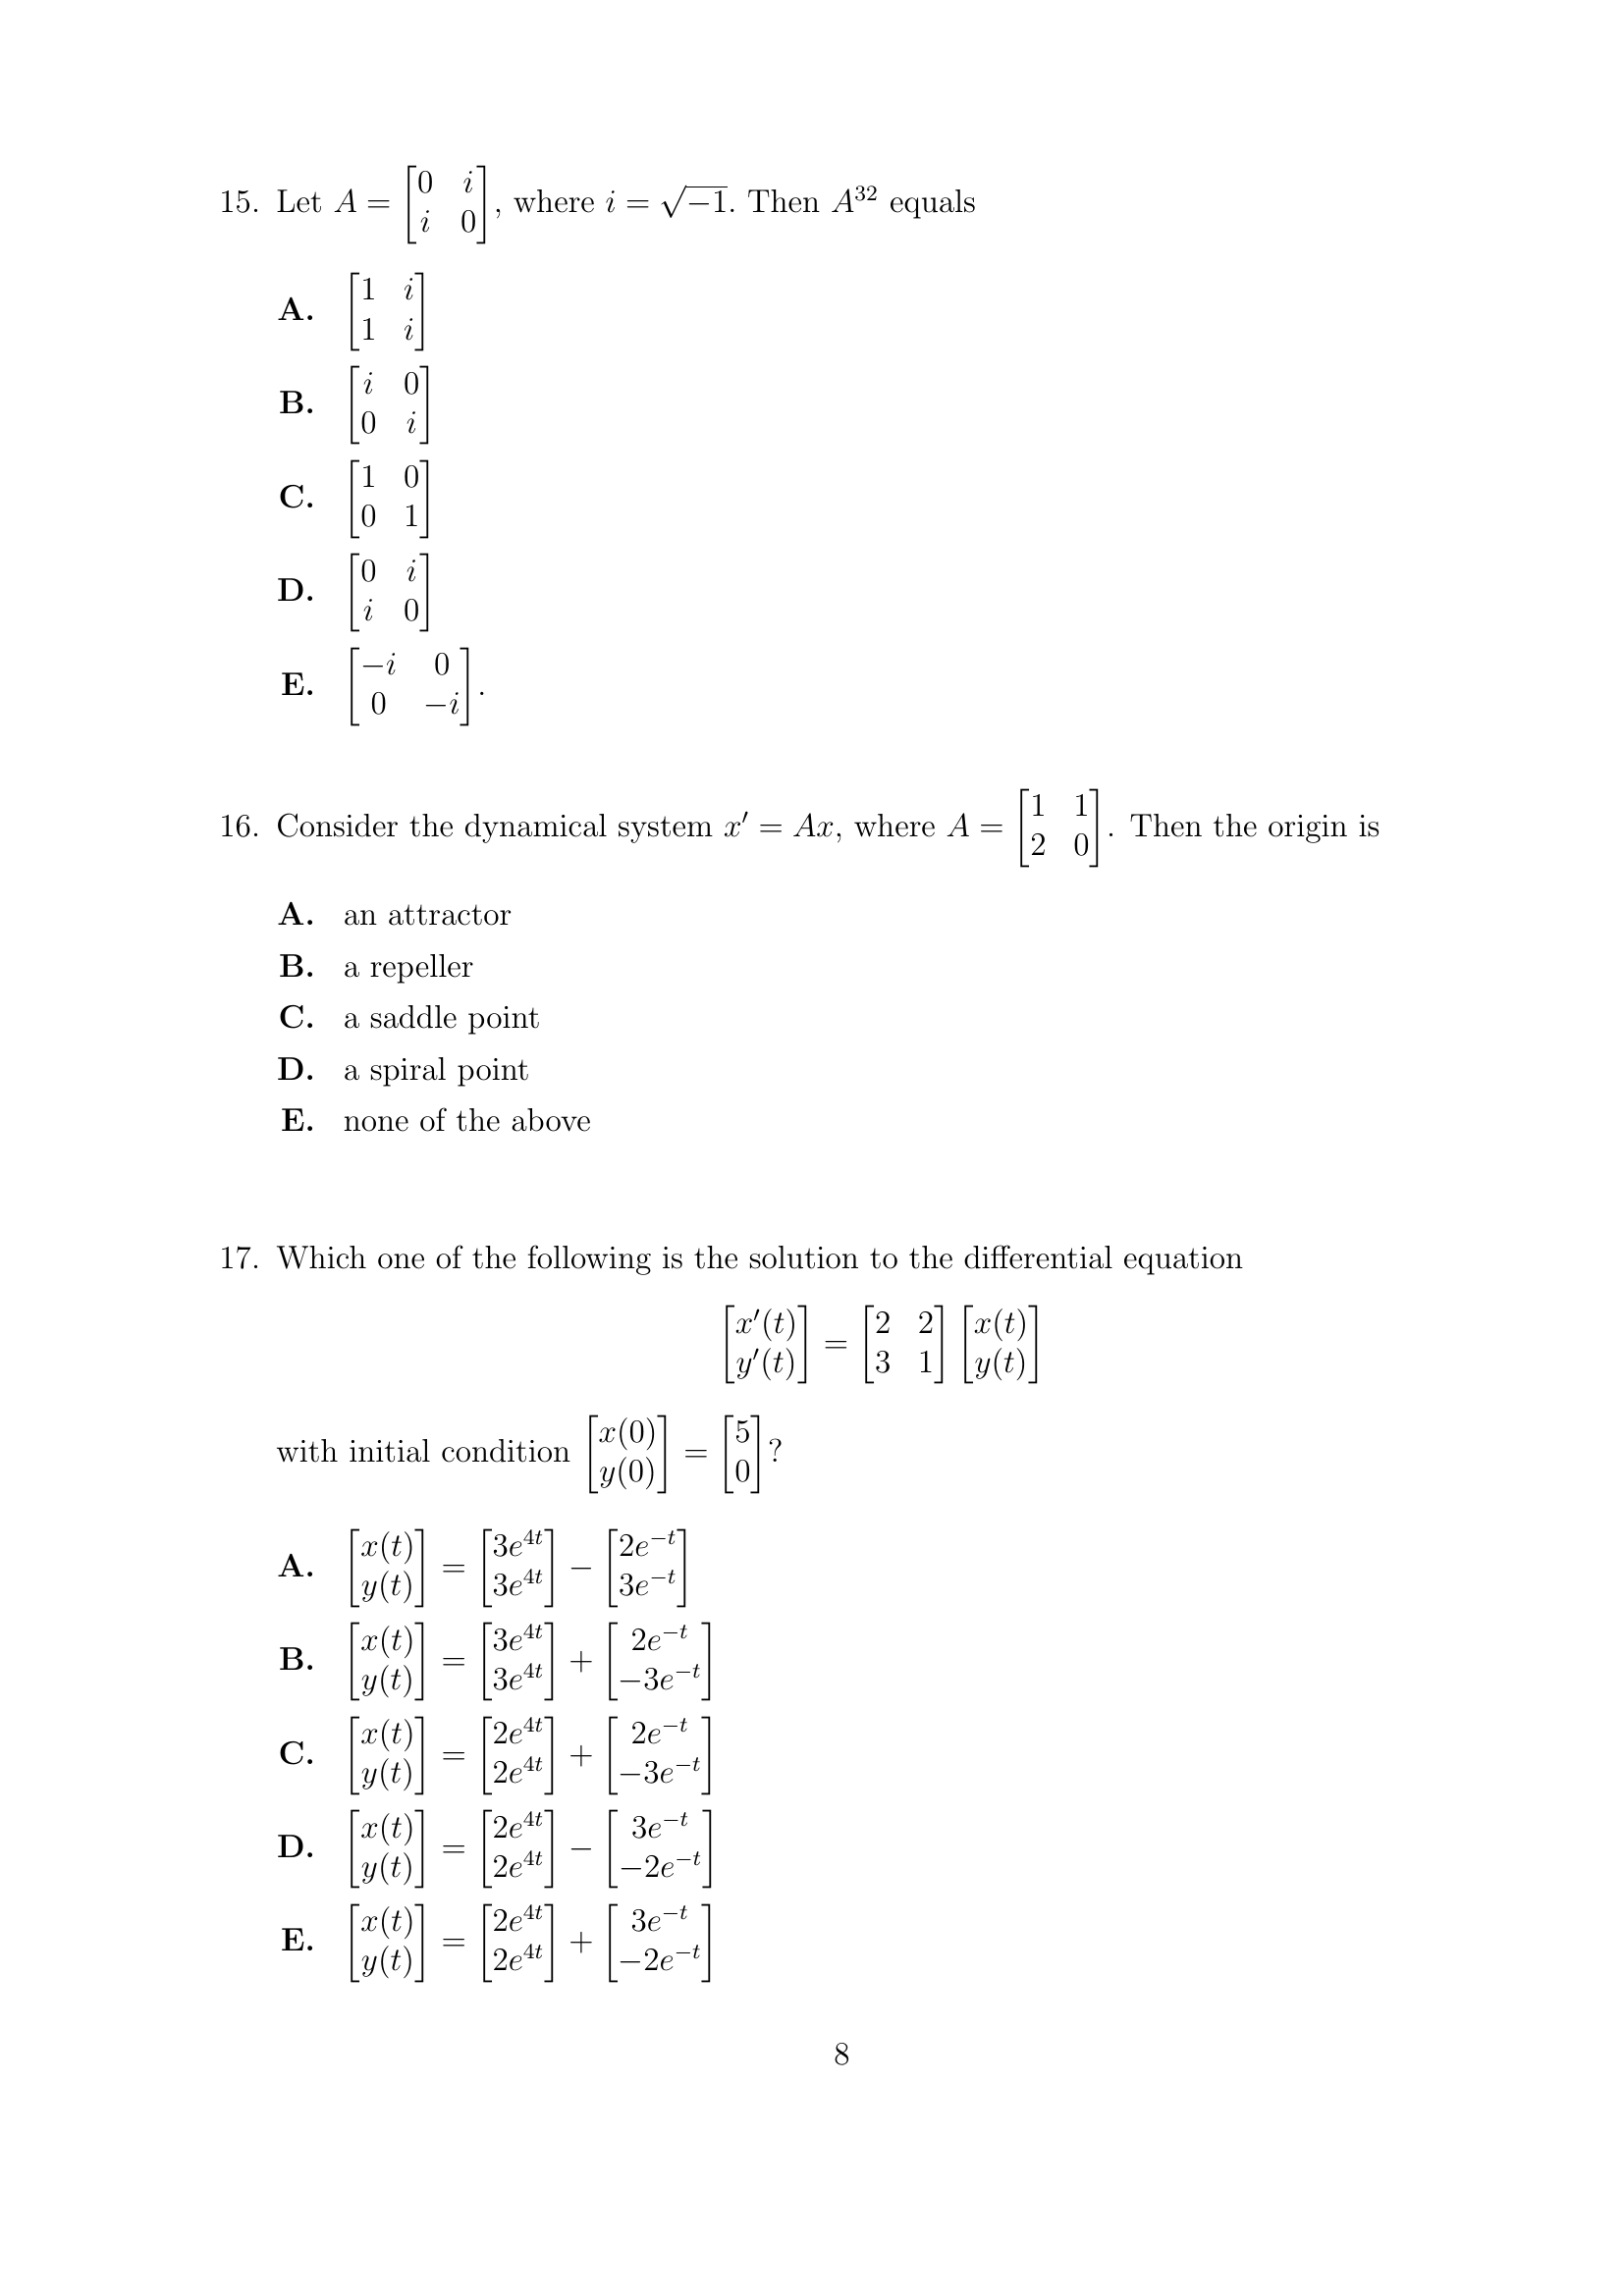 15. Let $A = \begin{bmatrix} 0 & i \\ i & 0 \end{bmatrix}$, where $i = \sqrt{-1}$. Then $A^{32}$ equals
A. $\begin{bmatrix} 1 & i \\ 1 & i \end{bmatrix}$
B. $\begin{bmatrix} i & 0 \\ 0 & i \end{bmatrix}$
C. $\begin{bmatrix} 1 & 0 \\ 0 & 1 \end{bmatrix}$
D. $\begin{bmatrix} 0 & i \\ i & 0 \end{bmatrix}$
E. $\begin{bmatrix} -i & 0 \\ 0 & -i \end{bmatrix}$.
16. Consider the dynamical system $x' = Ax$, where $A = \begin{bmatrix} 1 & 1 \\ 2 & 0 \end{bmatrix}$. Then the origin is
A. an attractor
B. a repeller
C. a saddle point
D. a spiral point
E. none of the above
17. Which one of the following is the solution to the differential equation
$\begin{bmatrix} x'(t) \\ y'(t) \end{bmatrix} = \begin{bmatrix} 2 & 2 \\ 3 & 1 \end{bmatrix} \begin{bmatrix} x(t) \\ y(t) \end{bmatrix}$
with initial condition $\begin{bmatrix} x(0) \\ y(0) \end{bmatrix} = \begin{bmatrix} 5 \\ 0 \end{bmatrix}$?
A. $\begin{bmatrix} x(t) \\ y(t) \end{bmatrix} = \begin{bmatrix} 3e^{4t} \\ 3e^{4t} \end{bmatrix} - \begin{bmatrix} 2e^{-t} \\ 3e^{-t} \end{bmatrix}$
B. $\begin{bmatrix} x(t) \\ y(t) \end{bmatrix} = \begin{bmatrix} 3e^{4t} \\ 3e^{4t} \end{bmatrix} + \begin{bmatrix} 2e^{-t} \\ -3e^{-t} \end{bmatrix}$
C. $\begin{bmatrix} x(t) \\ y(t) \end{bmatrix} = \begin{bmatrix} 2e^{4t} \\ 2e^{4t} \end{bmatrix} + \begin{bmatrix} 2e^{-t} \\ -3e^{-t} \end{bmatrix}$
D. $\begin{bmatrix} x(t) \\ y(t) \end{bmatrix} = \begin{bmatrix} 2e^{4t} \\ 2e^{4t} \end{bmatrix} - \begin{bmatrix} 3e^{-t} \\ -2e^{-t} \end{bmatrix}$
E. $\begin{bmatrix} x(t) \\ y(t) \end{bmatrix} = \begin{bmatrix} 2e^{4t} \\ 2e^{4t} \end{bmatrix} + \begin{bmatrix} 3e^{-t} \\ -2e^{-t} \end{bmatrix}$
8